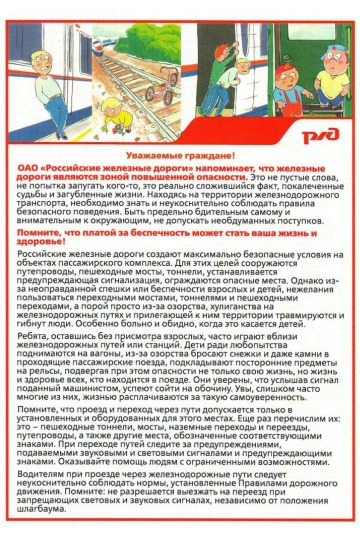 РЖД
Уважаемые граждане!
ОАО «Российские железные дороги» напоминает, что железные
дороги являются зоной повышенной опасности. Это не пустые слова,
не попытка запугать кого-то, это реально сложившийся факт, покалеченные
судьбы и загубленные жизни. Находясь на территории железнодорожного
транспорта, необходимо знать и неукоснительно соблюдать правила
безопасного поведения. Быть предельно бдительным самому и
внимательным к окружающим, не допускать необдуманных поступков.
Помните, что платой за беспечность может стать ваша жизнь и
здоровье!
Российские железные дороги создают максимально безопасные условия на
объектах пассажирского комплекса. Для этих целей сооружаются
путепроводы, пешеходные мосты, тоннели, устанавливается
предупреждающая сигнализация, ограждаются опасные места. Однако из-
за неоправданной спешки взрослых и детей, нежелания
пользоваться переходными мостами, тоннелями и пешеходными
переходами, а порой просто из-за озорства, хулиганства на
железнодорожных путях и прилегающей к ним территории травмируются и
гибнут люди. Особенно больно и обидно, когда это касается детей.
Ребята, оставшись без присмотра взрослых, часто играют вблизи
железнодорожных путей или станций. Дети ради любопытства
поднимаются на вагоны, из-за озорства бросают снежки и даже камни в
проходящие пассажирские поезда, подкладывают посторонние предметы
на рельсы, подвергая при этом опасности не только свою жизнь, но жизнь
и здоровье всех, кто находится в поезде. Они уверены, что услышав сигнал
поданный машинистом, успеют сойти на обочину. Увы, слишком часто
многие из них, жизнью расплачиваются за такую самоуверенность.
Помните, что проезд и переход через пути допускается только в
установленных и оборудованных для этого местах. Еще раз перечислим их:
это – пешеходные тоннели, мосты, наземные переходы и переезды,
путепроводы, а также другие места, обозначенные соответствующими
знаками. При переходе путей следите за предупреждениями,
подаваемыми звуковыми и световыми сигналами и предупреждающими
знаками. Оказывайте помощь людям с ограниченными возможностями.
Водителям при проезде через железнодорожные пути следует
неукоснительно соблюдать нормы, установленные Правилами дорожного
движения. Помните: не разрешается выезжать на переезд при
запрещающих световых и звуковых сигналах, независимо от положения
шлагбаума.